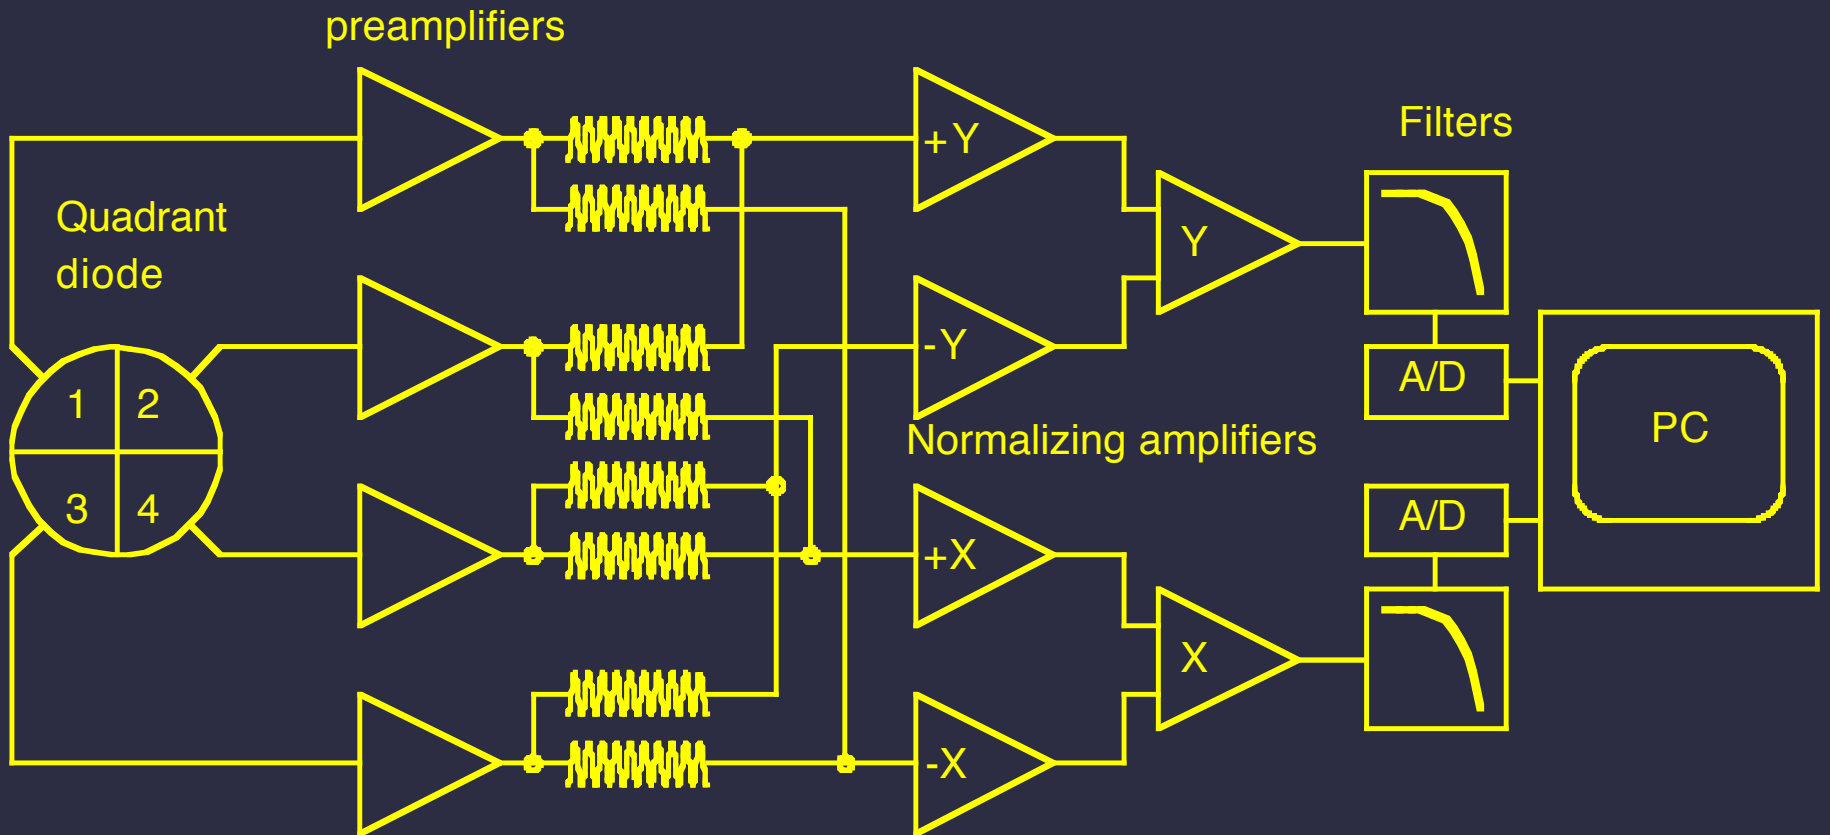 preamplifiers
Filters
+Y
Quadrant
diode
Y
-Y
A/D
1 2
PC
Normalizing amplifiers
3 4
A/D
+X
X
-X